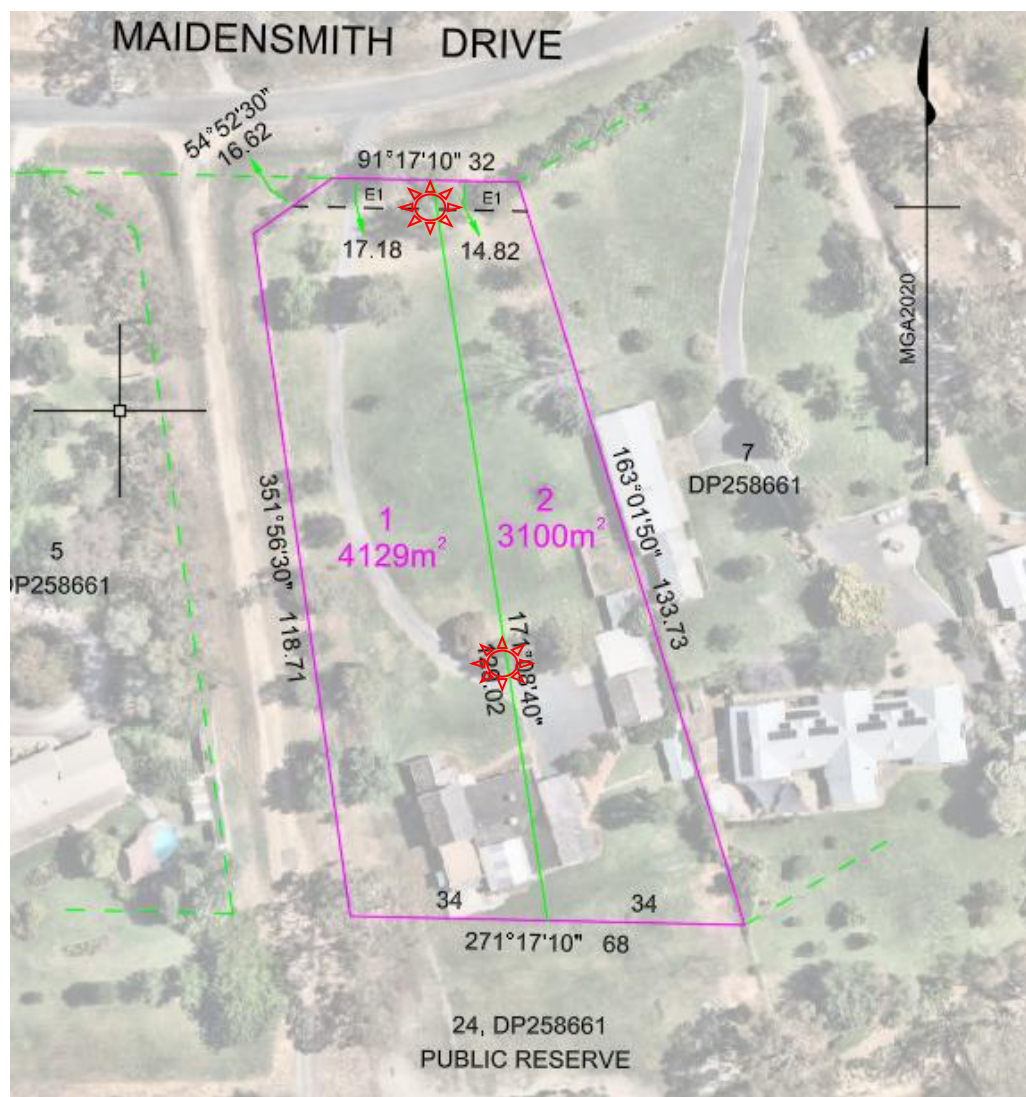 MAIDENSMITH DRIVE
54°52'30"
16.62
91°17'10" 32
E1
E1
17.18
14.82
MGA2020
7
DP258661
163°01'50" 133.73
2
3100m²
1
4129m²
351°56'30" 118.71
5
DP258661
171°08'40"
34
34
271°17'10" 68
24, DP258661
PUBLIC RESERVE